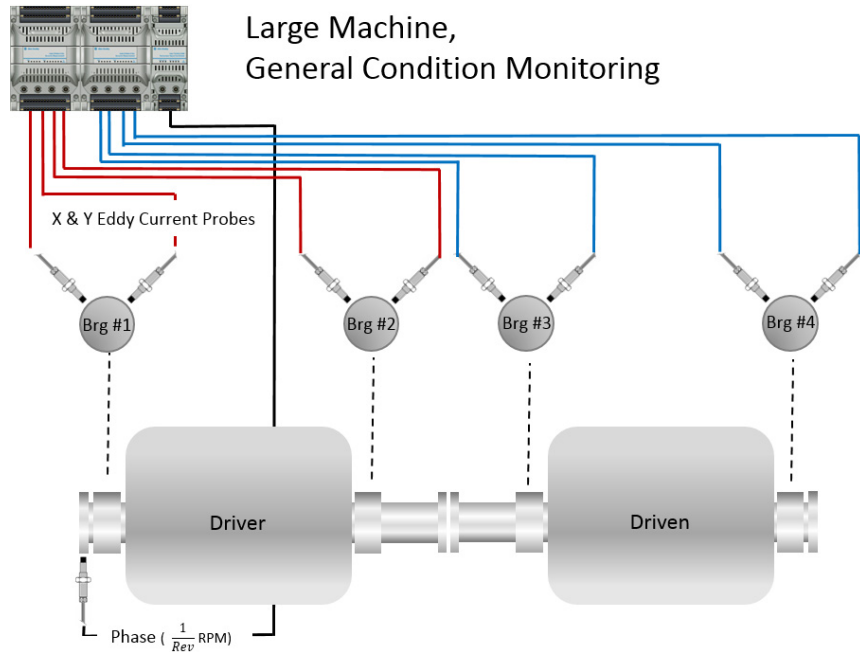 Large Machine,
General Condition Monitoring
X & Y Eddy Current Probes
Brg #1
Brg #2
Brg #3
Brg #4
Driver
Driven
Phase ( 1/Rev RPM)